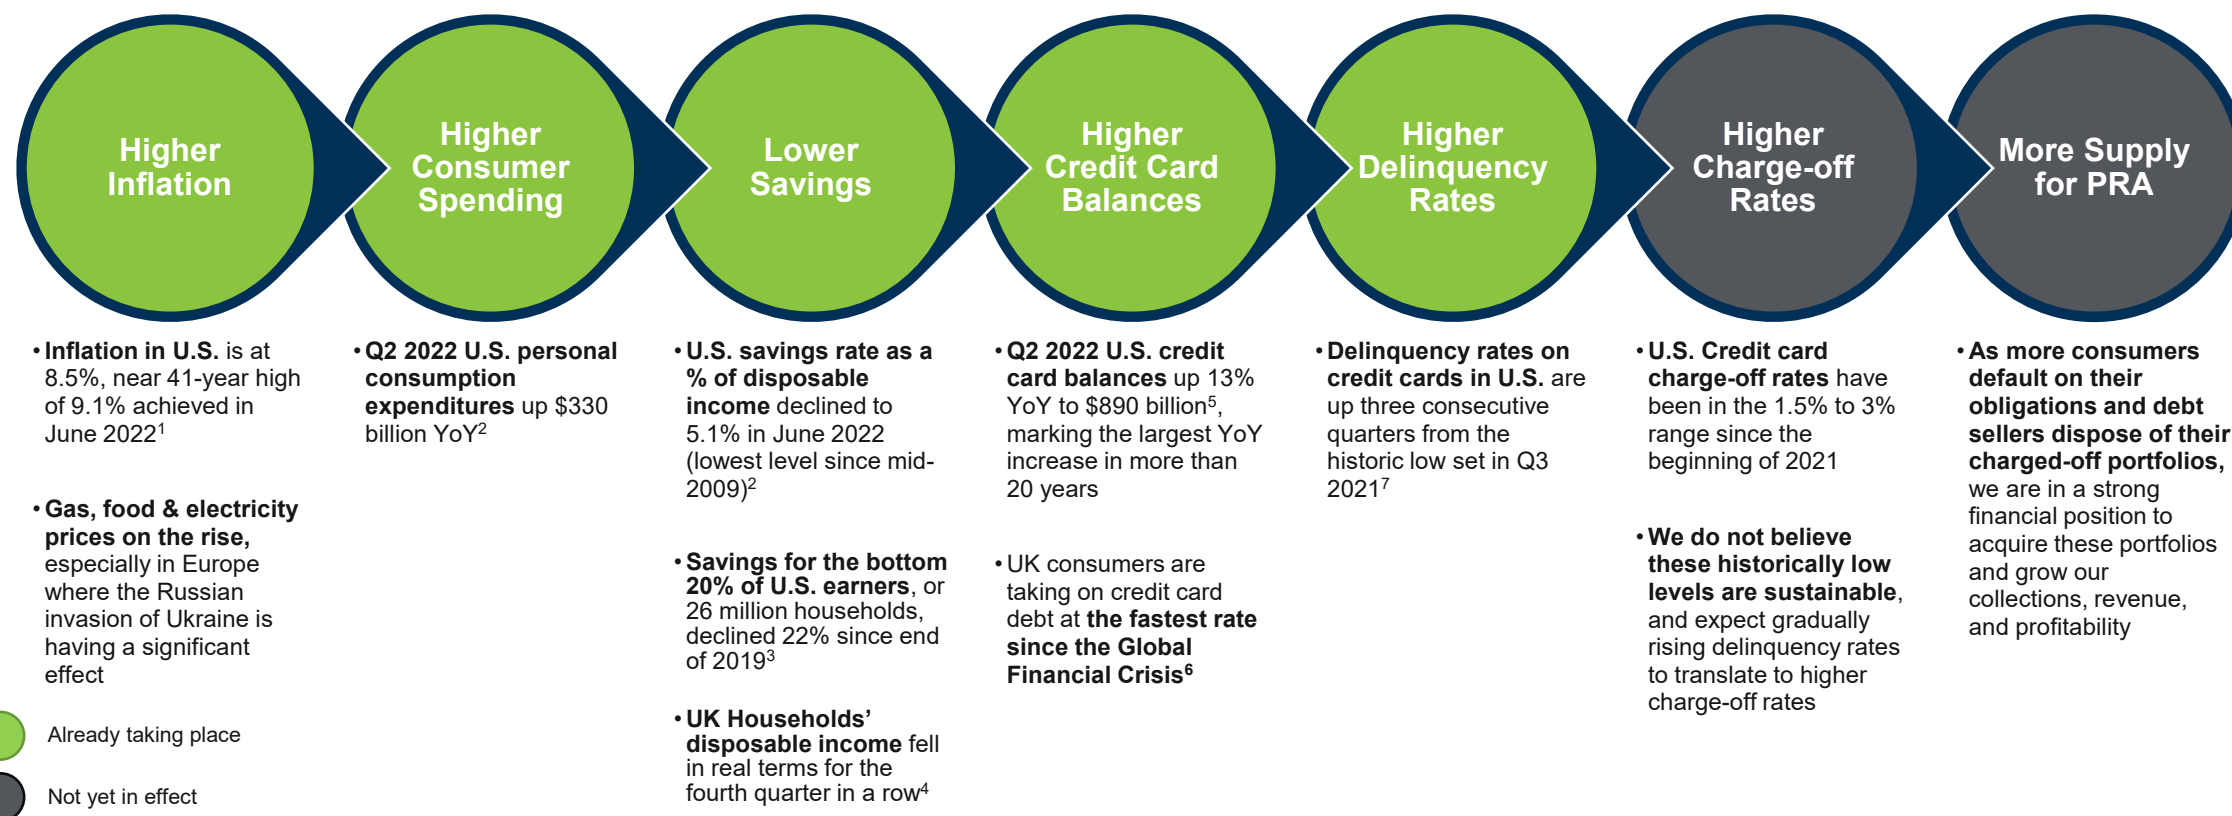 Higher
Inflation
Higher
Consumer
Spending
Lower
Savings
Higher
Credit Card
Balances
Higher
Delinquency
Rates
Higher
Charge-off
Rates
More Supply
for PRA
• Inflation in U.S. is at
8.5%, near 41-year high
of 9.1% achieved in
June 2022¹
• Gas, food & electricity
prices on the rise,
especially in Europe
where the Russian
invasion of Ukraine is
having a significant
effect
• Q2 2022 U.S. personal
consumption
expenditures up $330
billion YoY²
• U.S. savings rate as a
% of disposable
income declined to
5.1% in June 2022
(lowest level since mid-
2009)²
• Savings for the bottom
20% of U.S. earners, or
26 million households,
declined 22% since end
of 2019³
• UK Households’
disposable income fell
in real terms for the
fourth quarter in a row⁴
• Q2 2022 U.S. credit
card balances up 13%
YoY to $890 billion⁵,
marking the largest YoY
increase in more than
20 years
• UK consumers are
taking on credit card
debt at the fastest rate
since the Global
Financial Crisis⁶
• Delinquency rates on
credit cards in U.S. are
up three consecutive
quarters from the
historic low set in Q3
2021⁷
• U.S. Credit card
charge-off rates have
been in the 1.5% to 3%
range since the
beginning of 2021
• We do not believe
these historically low
levels are sustainable,
and expect gradually
rising delinquency rates
to translate to higher
charge-off rates
• As more consumers
default on their
obligations and debt
sellers dispose of their
charged-off portfolios,
we are in a strong
financial position to
acquire these portfolios
and grow our
collections, revenue,
and profitability
Already taking place
Not yet in effect